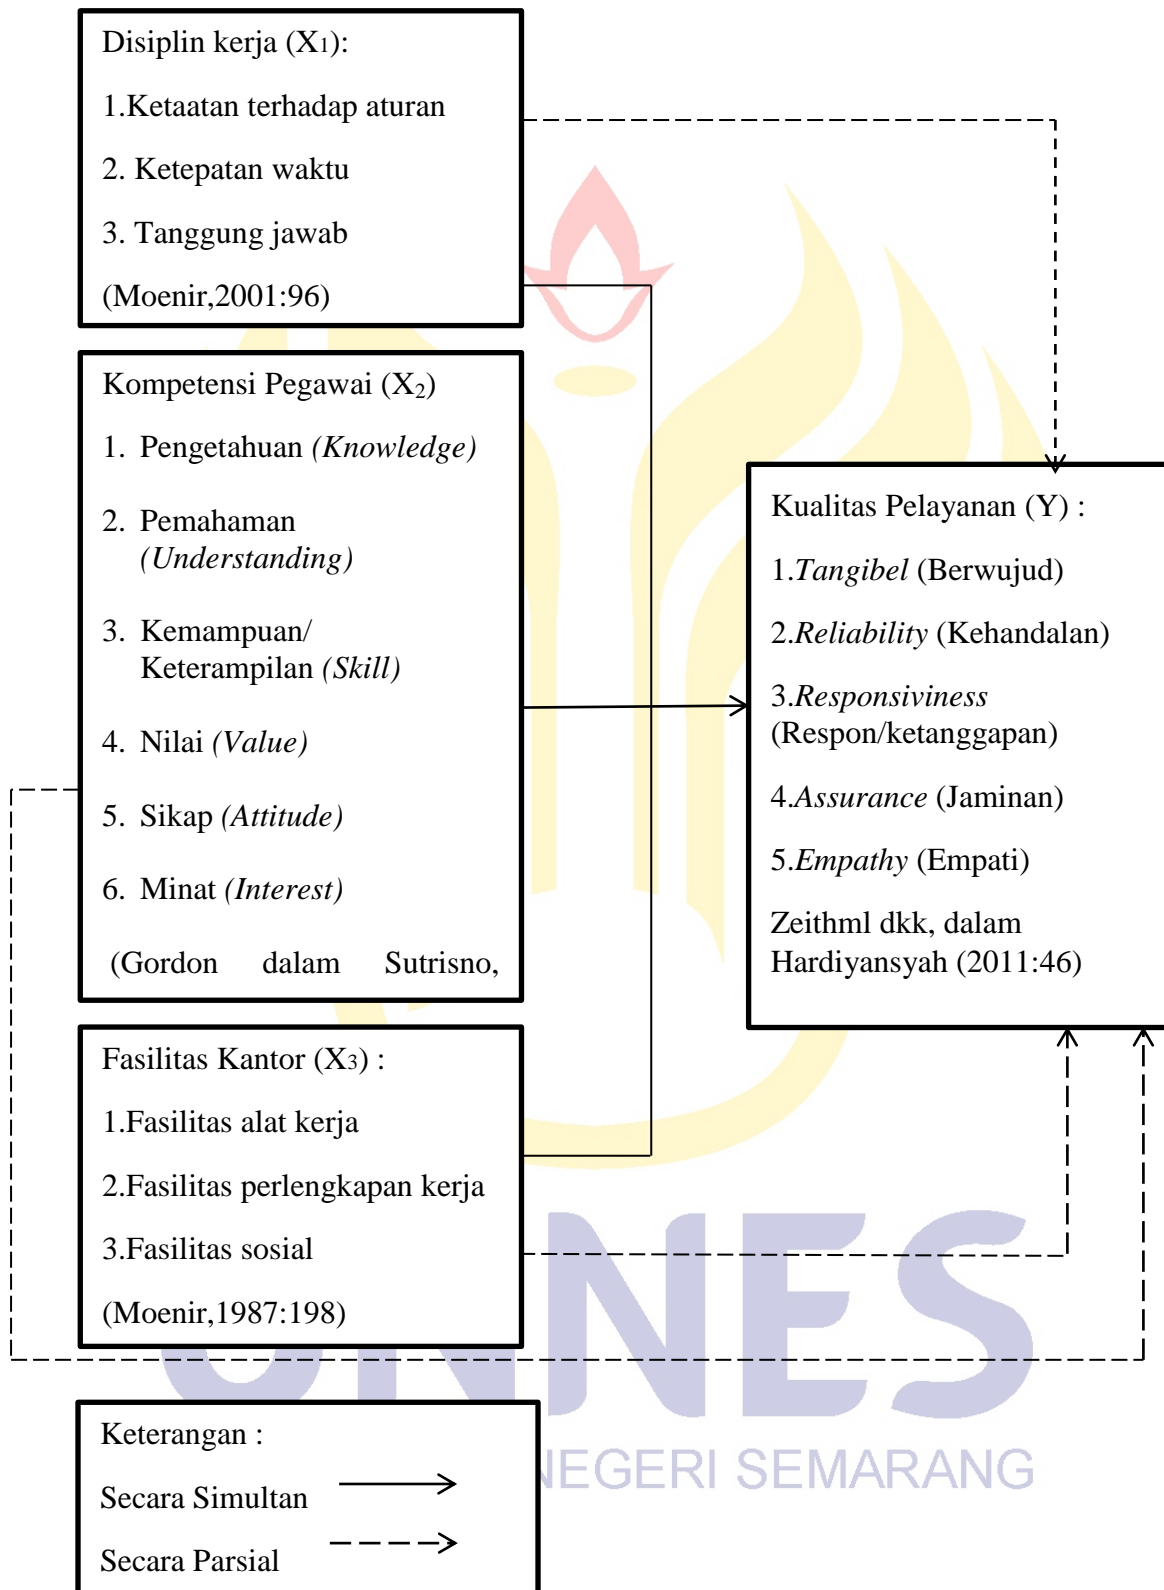 Disiplin kerja (X1):
1.Ketaatan terhadap aturan
2. Ketepatan waktu
3. Tanggung jawab
(Moenir,2001:96)
Kompetensi Pegawai (X2)
1. Pengetahuan (Knowledge)
2. Pemahaman
(Understanding)
3. Kemampuan/
Keterampilan (Skill)
4. Nilai (Value)
5. Sikap (Attitude)
6. Minat (Interest)
(Gordon dalam Sutrisno,
Fasilitas Kantor (X3) :
1.Fasilitas alat kerja
2.Fasilitas perlengkapan kerja
3.Fasilitas sosial
(Moenir,1987:198)
Kualitas Pelayanan (Y) :
1.Tangibel (Berwujud)
2.Reliability (Kehandalan)
3.Responsiviness
(Respon/ketanggapan)
4.Assurance (Jaminan)
5.Empathy (Empati)
Zeithml dkk, dalam
Hardiyansyah (2011:46)
Keterangan :
Secara Simultan
Secara Parsial
UNNES
NEGERI SEMARANG